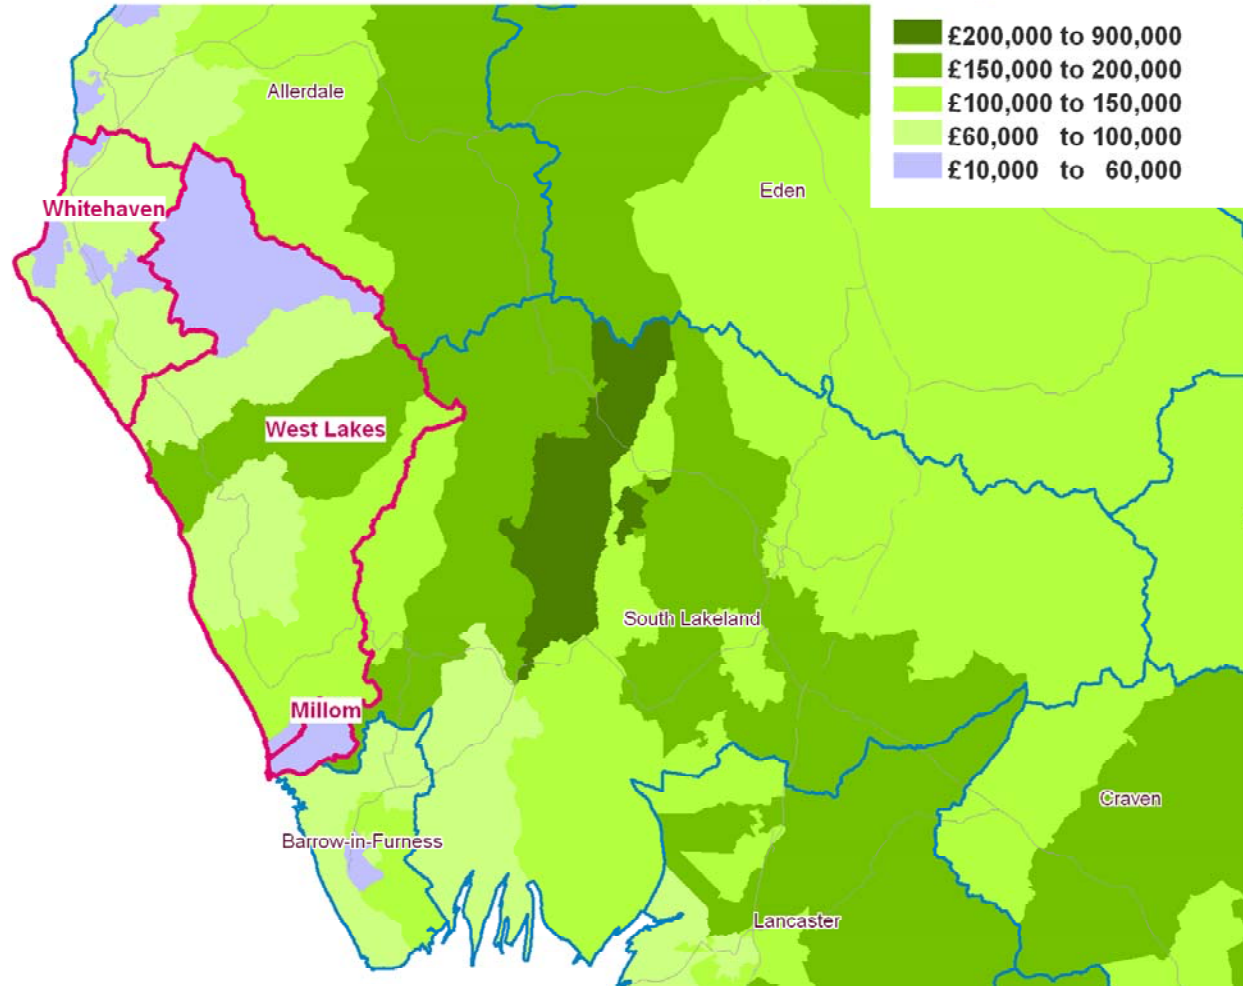 £200,000 to 900,000
£150,000 to 200,000
£100,000 to 150,000
£60,000 to 100,000
£10,000 to 60,000
Allerdale
Eden
Whitehaven
West Lakes
South Lakeland
Millom
Craven
Barrow-in-Furness
Lancaster